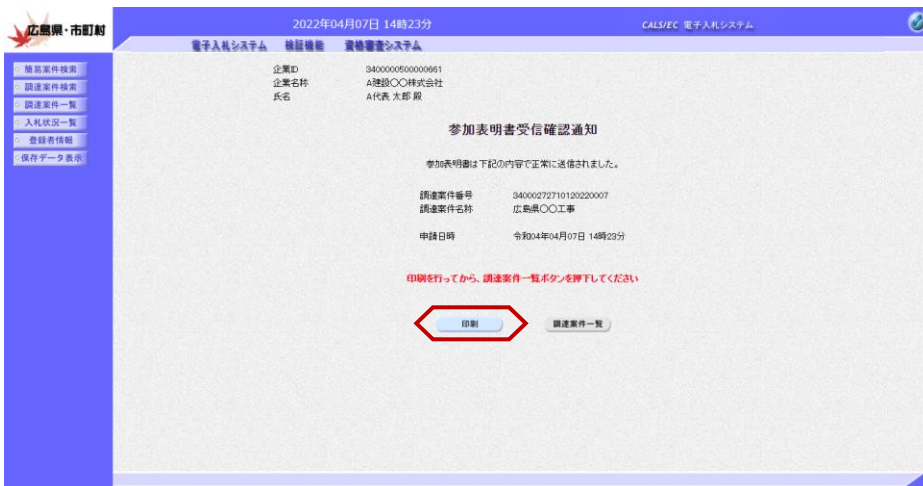 広島県・市町村
2022年04月07日 14時23分
CALS/EC 電子入札システム
電子入札システム 検証機能 資格審査システム
簡易案件検索
調達案件検索
調達案件一覧
入札状況一覧
登録者情報
保存データ表示
企業ID 3400000500000661
企業名称 A建設〇〇株式会社
氏名 A代表 太郎 殿
参加表明書受信確認通知
参加表明書は下記の内容で正常に送信されました。
調達案件番号 34000272710120220007
調達案件名称 広島県〇〇工事
申請日時 令和04年04月07日 14時23分
印刷を行ってから、調達案件一覧ボタンを押下してください
印刷 調達案件一覧